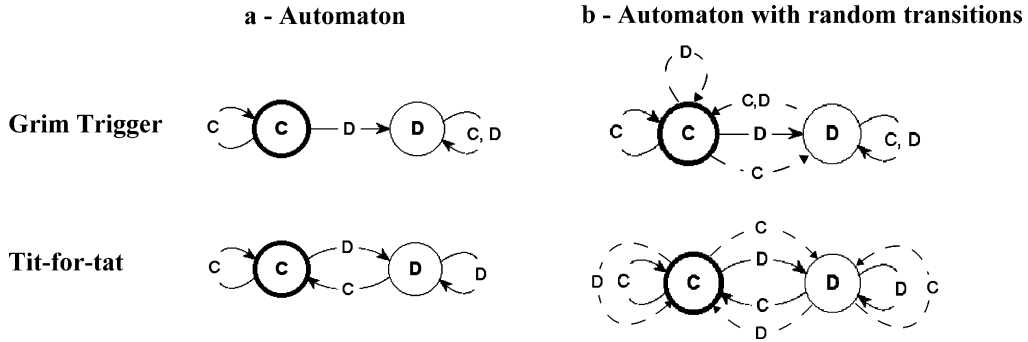 a - Automaton
b - Automaton with random transitions
Grim Trigger
C
C
D
D
C, D
D
C
C
D
C,D
C
D
C, D
Tit-for-tat
C
C
D
C
D
D
D
C
C
C
D
C
D
D
D
C